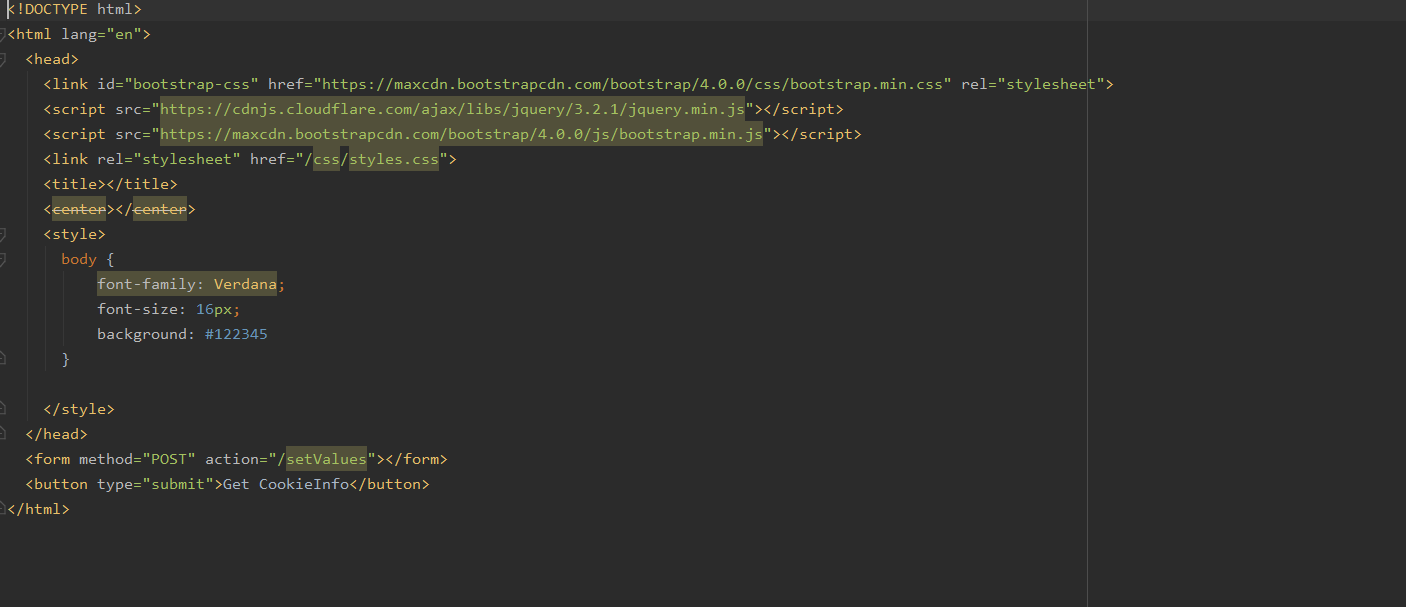 <!DOCTYPE html>
<html lang="en">
<head>
<link id="bootstrap-css" href="https://maxcdn.bootstrapcdn.com/bootstrap/4.0.0/css/bootstrap.min.css" rel="stylesheet">
<script src="https://cdnjs.cloudflare.com/ajax/libs/jquery/3.2.1/jquery.min.js"></script>
<script src="https://maxcdn.bootstrapcdn.com/bootstrap/4.0.0/js/bootstrap.min.js"></script>
<link rel="stylesheet" href="/css/styles.css">
<title></title>
<center></center>
<style>
body {
font-family: Verdana;
font-size: 16px;
background: #122345
}
</style>
</head>
<form method="POST" action="/setValues"></form>
<button type="submit">Get CookieInfo</button>
</html>